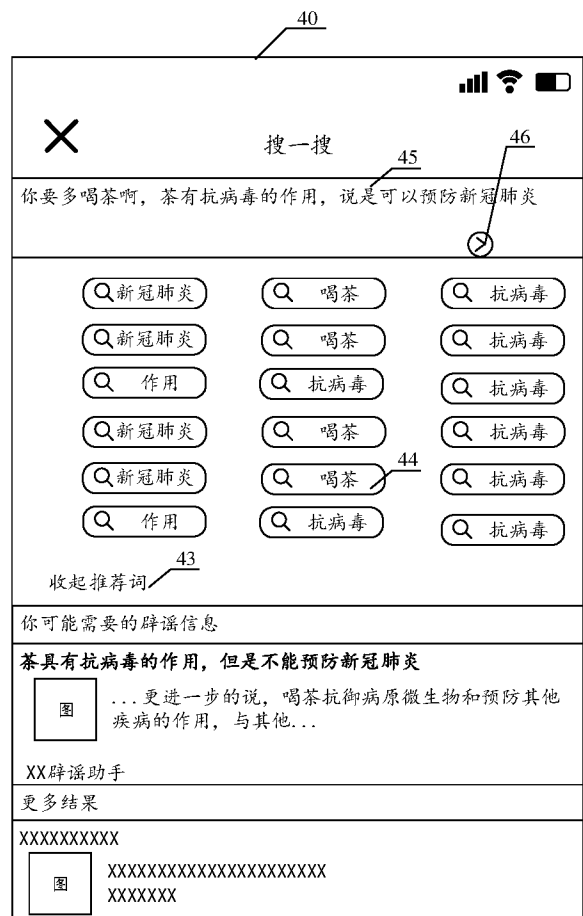 40
搜一搜
45
46
你要多喝茶啊，茶有抗病毒的作用，说是可以预防新冠肺炎
新冠肺炎 喝茶 抗病毒
新冠肺炎 喝茶 抗病毒
作用 抗病毒 抗病毒
新冠肺炎 喝茶 抗病毒
44
新冠肺炎 喝茶 抗病毒
作用 抗病毒 抗病毒
43
收起推荐词
你可能需要的辟谣信息
茶具有抗病毒的作用，但是不能预防新冠肺炎
图
...更进一步的说，喝茶抗御病原微生物和预防其他
疾病的作用，与其他...
XX辟谣助手
更多结果
XXXXXXXXXX
图
XXXXXXXXXXXXXXXXXXXXXX
XXXXXXX